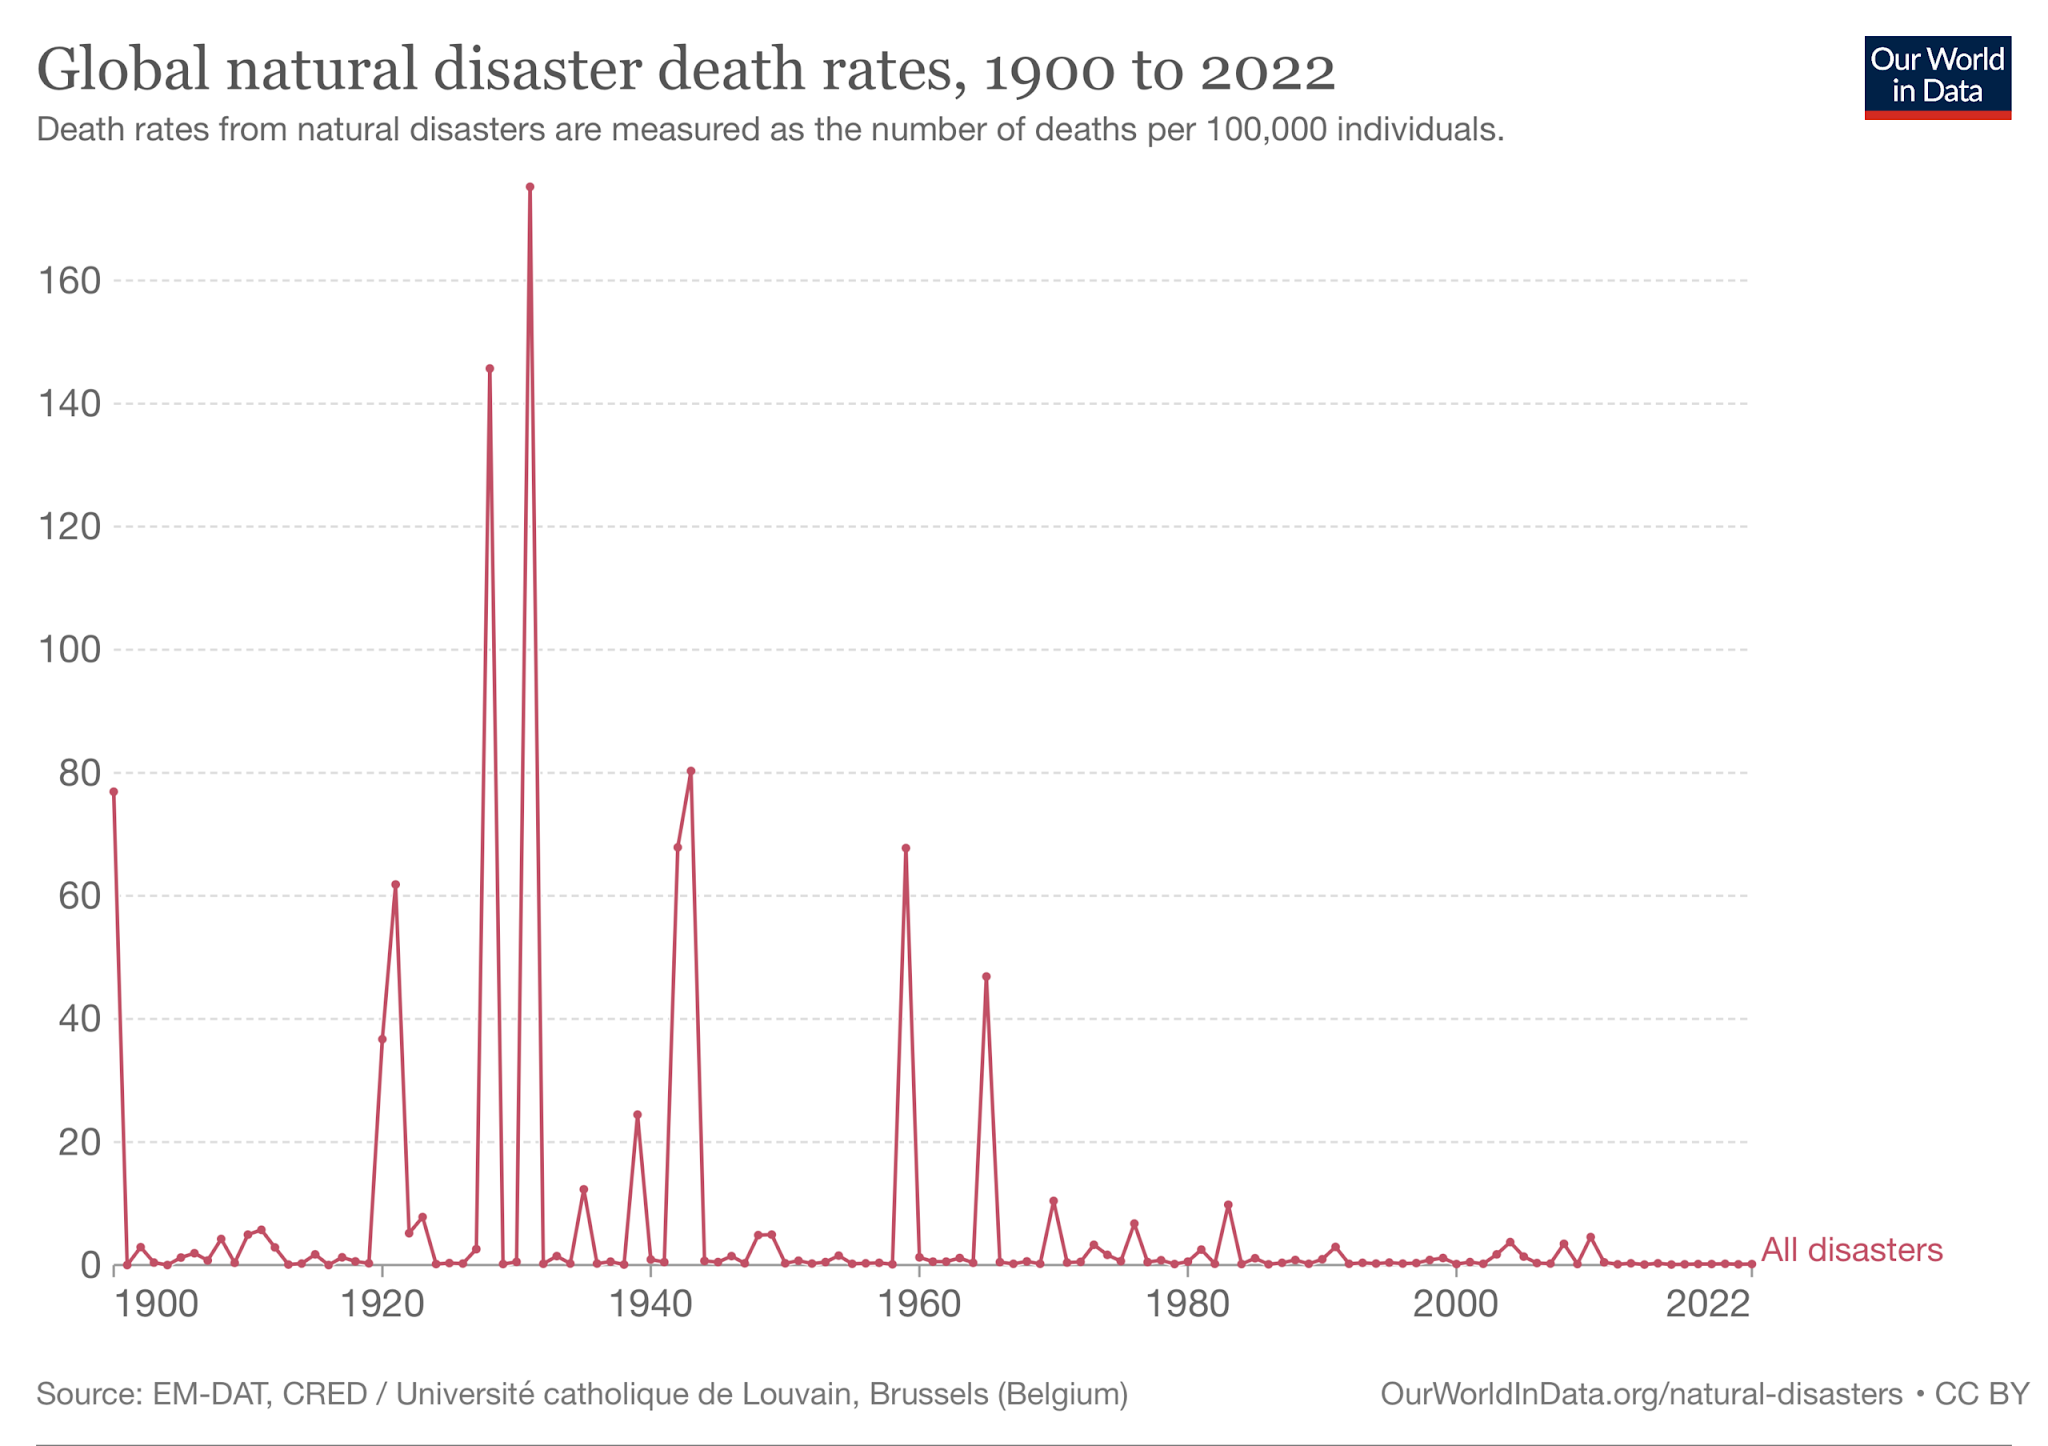 Global natural disaster death rates, 1900 to 2022
Our World
in Data
Death rates from natural disasters are measured as the number of deaths per 100,000 individuals.
160
140
120
100
80
60
40
20
0
All disasters
1900 1920 1940 1960 1980 2000 2022
Source: EM-DAT, CRED / Université catholique de Louvain, Brussels (Belgium)
OurWorldInData.org/natural-disasters • CC BY